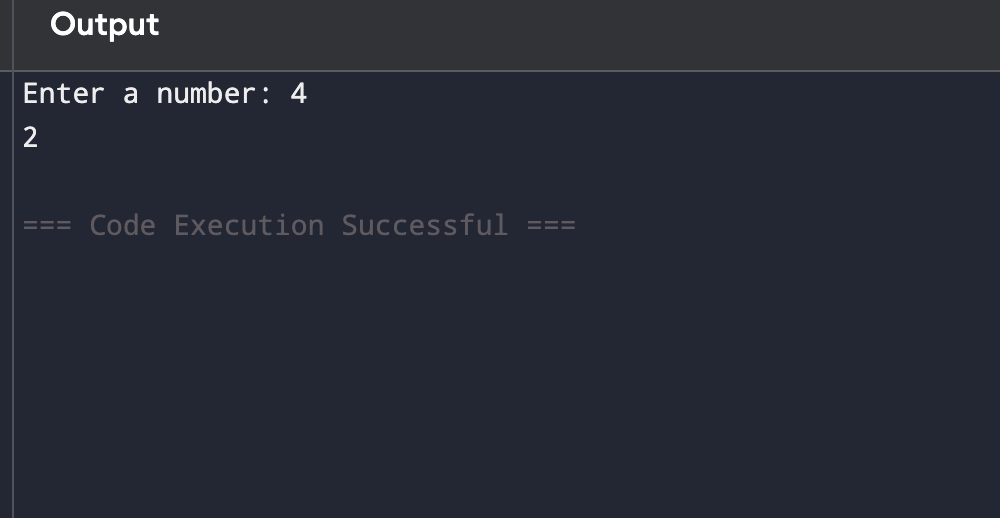 Output
Enter a number: 4
2
=== Code Execution Successful ===